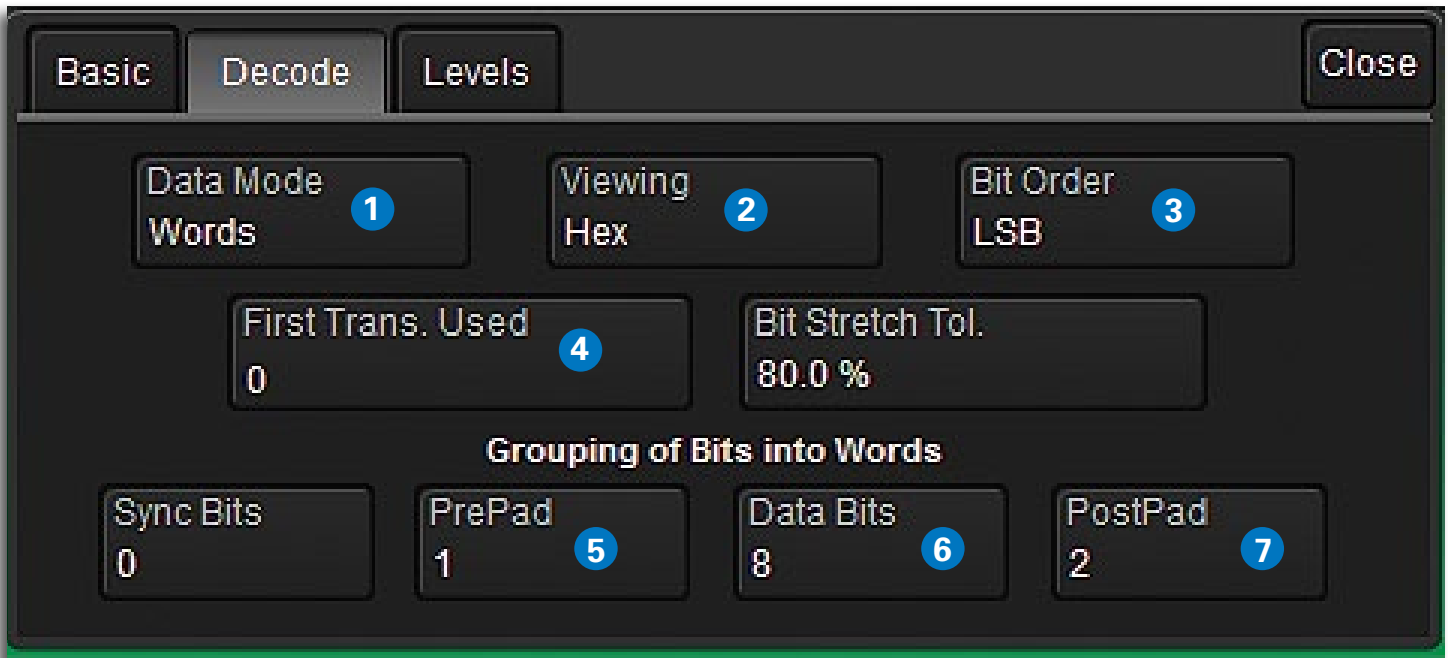 Basic Decode Levels Close
Data Mode Viewing Bit Order
1 2 3
Words Hex LSB
First Trans. Used Bit Stretch Tol.
4
0 80.0 %
Grouping of Bits into Words
Sync Bits PrePad Data Bits PostPad
5 6 7
0 1 8 2